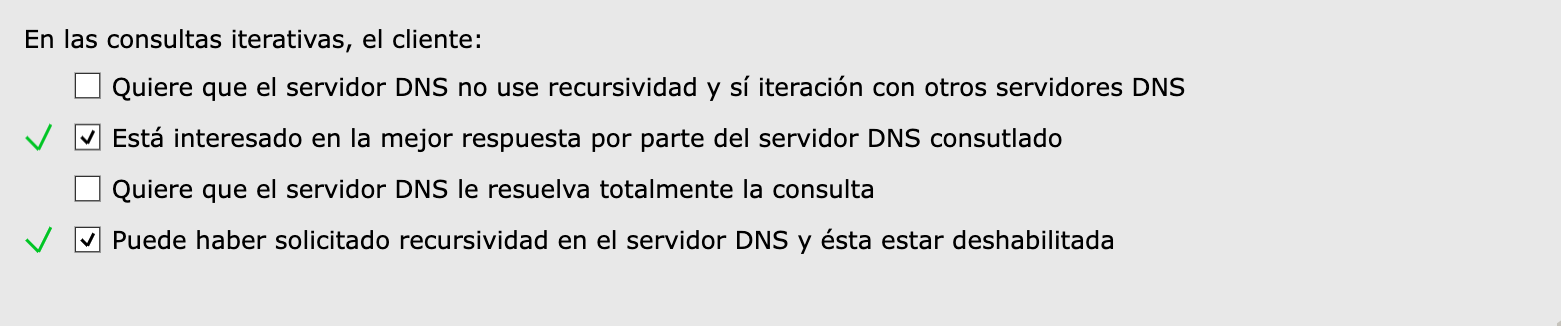 En las consultas iterativas, el cliente:
Quiere que el servidor DNS no use recursividad y sí iteración con otros servidores DNS
Está interesado en la mejor respuesta por parte del servidor DNS consutlado
Quiere que el servidor DNS le resuelva totalmente la consulta
Puede haber solicitado recursividad en el servidor DNS y ésta estar deshabilitada